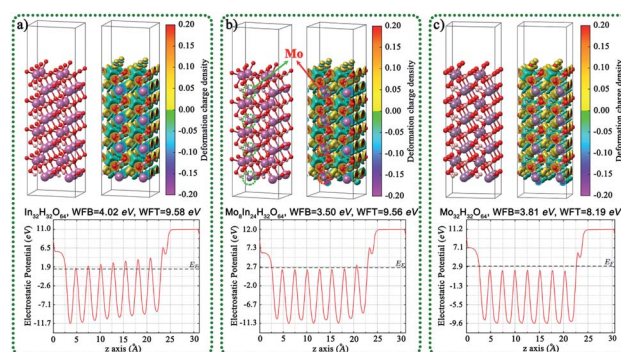 a)
0.20
0.15
0.10
0.05
0.00
-0.05
-0.10
-0.15
-0.20
Deformation charge density
In32H32O64, WFB=4.02 eV, WFT=9.58 eV
Electrostatic Potential (eV)
11.0
6.5
1.9
-2.6
-7.1
-11.7
EF
0 5 10 15 20 25 30
z axis (Å)
b)
Mo
0.20
0.15
0.10
0.05
0.00
-0.05
-0.10
-0.15
-0.20
Deformation charge density
Mo8In24H32O64, WFB=3.50 eV, WFT=9.56 eV
Electrostatic Potential (eV)
12.0
7.3
2.7
-2.0
-6.7
-11.3
EF
0 5 10 15 20 25 30
z axis (Å)
c)
0.20
0.15
0.10
0.05
0.00
-0.05
-0.10
-0.15
-0.20
Deformation charge density
Mo32H32O64, WFB=3.81 eV, WFT=8.19 eV
Electrostatic Potential (eV)
11.0
7.1
2.9
-1.3
-5.5
-9.6
EF
0 5 10 15 20 25 30
z axis (Å)